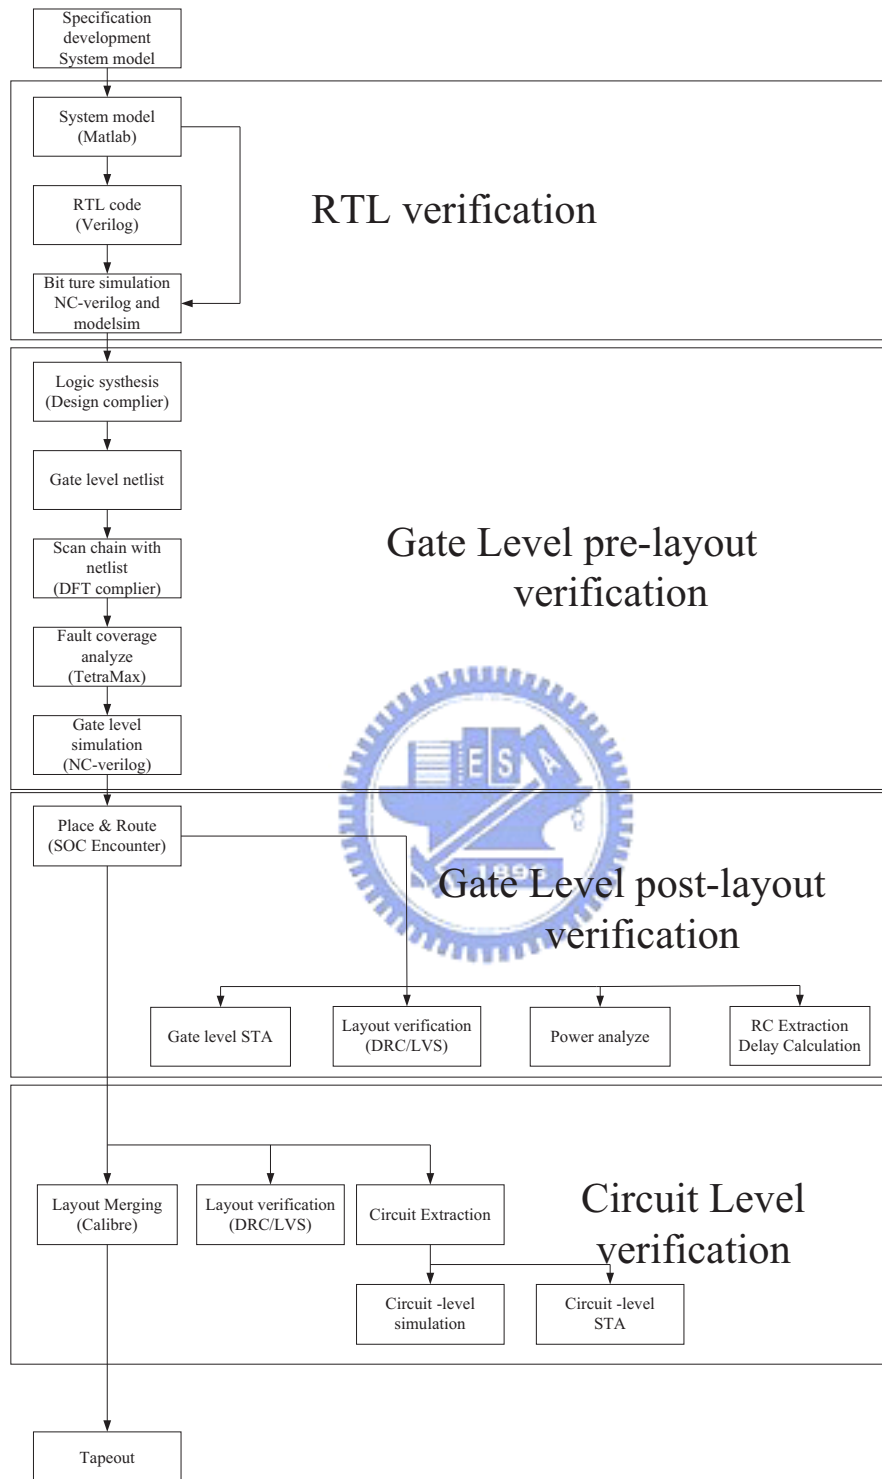 Specification
development
System model
System model
(Matlab)
RTL code
(Verilog)
RTL verification
Bit ture simulation
NC-verilog and
modelsim
Logic systhesis
(Design complier)
Gate level netlist
Gate Level pre-layout
verification
Scan chain with
netlist
(DFT complier)
Fault coverage
analyze
(TetraMax)
Gate level
simulation
(NC-verilog)
E S A
1896
Place & Route
(SOC Encounter)
Gate Level post-layout
verification
Gate level STA
Layout verification
(DRC/LVS)
Power analyze
RC Extraction
Delay Calculation
Layout Merging
(Calibre)
Layout verification
(DRC/LVS)
Circuit Extraction
Circuit Level
verification
Circuit -level
simulation
Circuit -level
STA
Tapeout